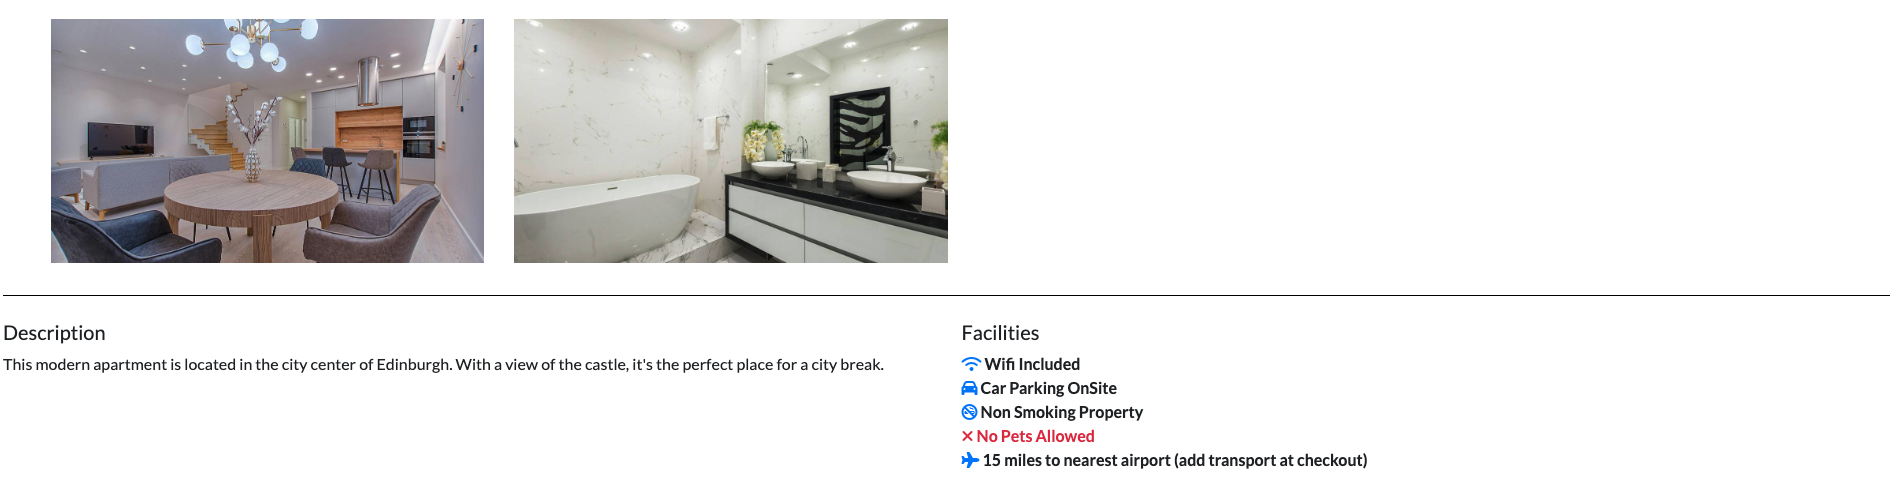 Description
This modern apartment is located in the city center of Edinburgh. With a view of the castle, it's the perfect place for a city break.
Facilities
Wifi Included
Car Parking OnSite
Non Smoking Property
No Pets Allowed
15 miles to nearest airport (add transport at checkout)